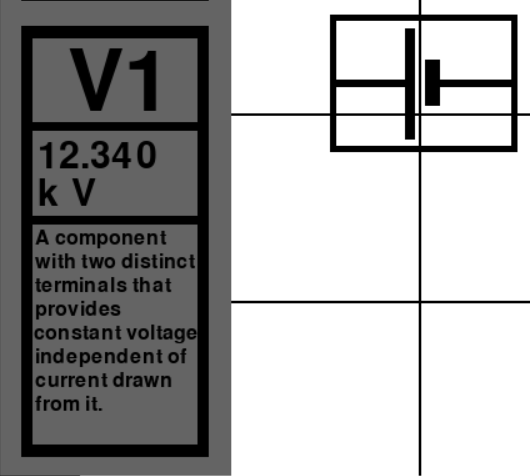 V1
12.340
k V
A component
with two distinct
terminals that
provides
constant voltage
independent of
current drawn
from it.